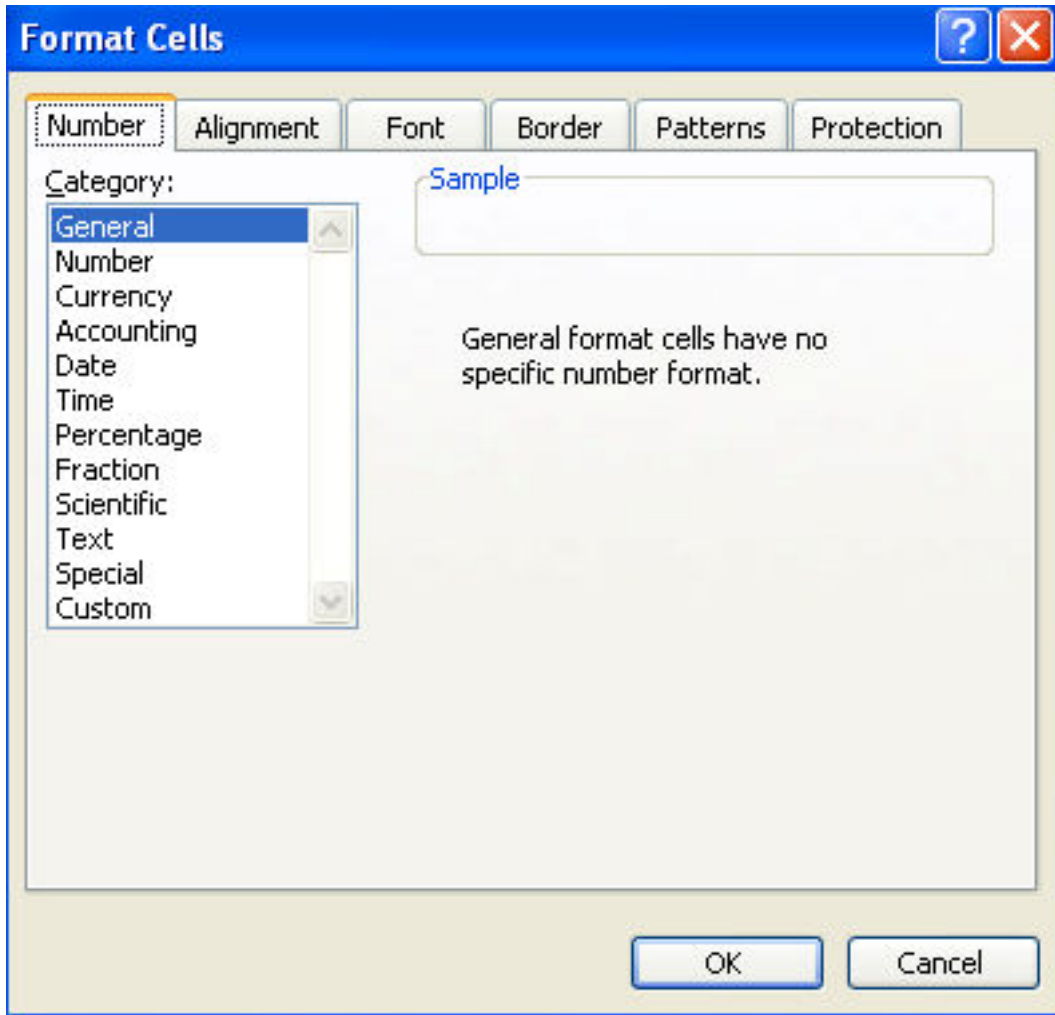 Format Cells
Number Alignment Font Border Patterns Protection
Category:
Sample
General
Number
Currency
Accounting
Date
Time
Percentage
Fraction
Scientific
Text
Special
Custom
General format cells have no
specific number format.
OK Cancel